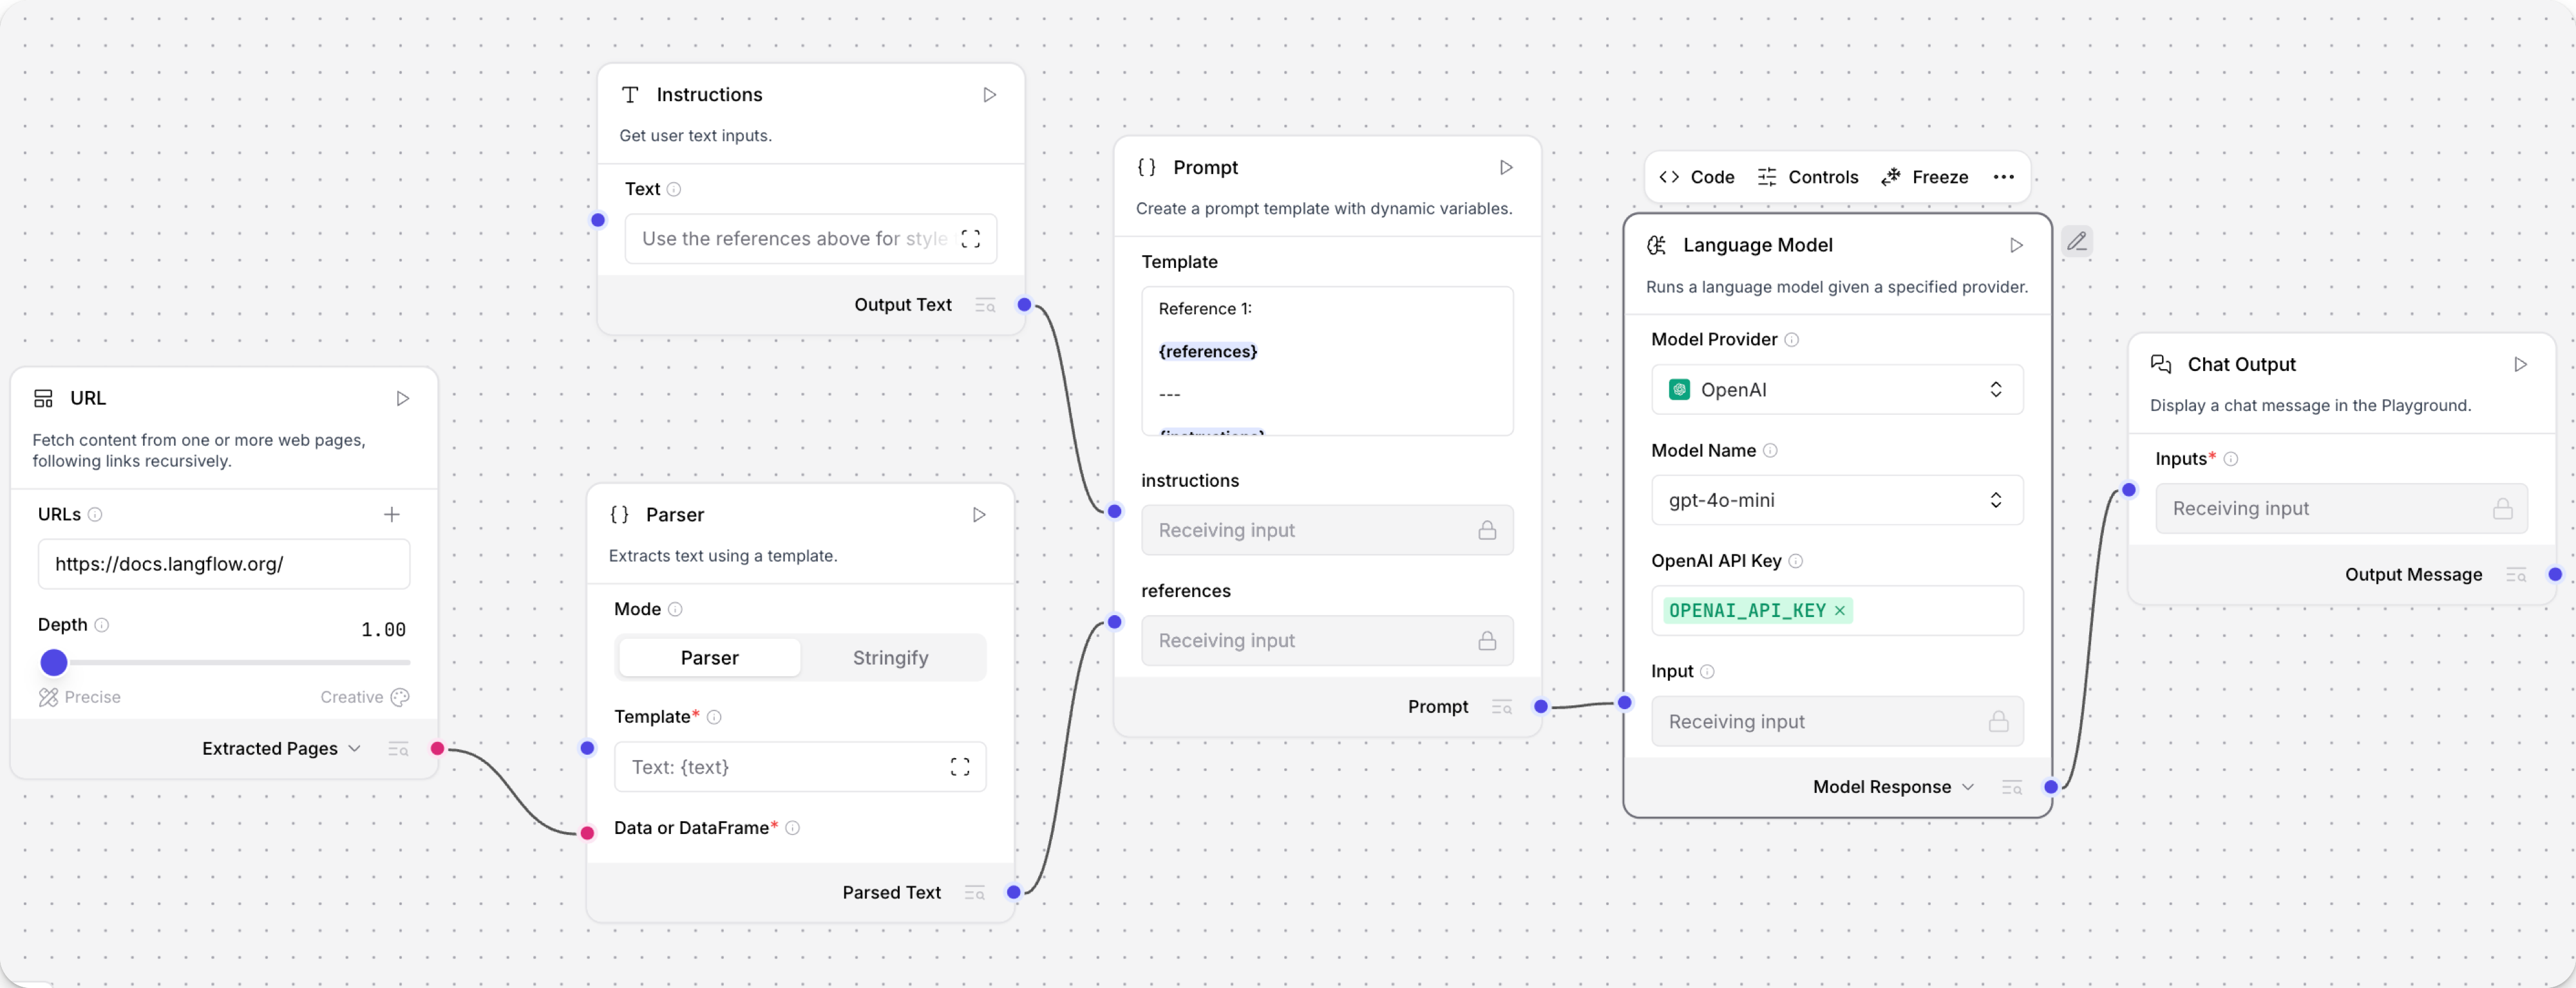 Instructions
Get user text inputs.
Text
Use the references above for style
Output Text
URL
Fetch content from one or more web pages,
following links recursively.
URLs
https://docs.langflow.org/
Depth
1.00
Precise
Creative
Extracted Pages
Parser
Extracts text using a template.
Mode
Parser
Stringify
Template*
Text: {text}
Data or DataFrame*
Parsed Text
Prompt
Create a prompt template with dynamic variables.
Template
Reference 1:
{references}
---
{instructions}
instructions
Receiving input
references
Receiving input
Prompt
Code
Controls
Freeze
Language Model
Runs a language model given a specified provider.
Model Provider
OpenAI
Model Name
gpt-4o-mini
OpenAI API Key
OPENAI_API_KEY ×
Input
Receiving input
Model Response
Chat Output
Display a chat message in the Playground.
Inputs*
Receiving input
Output Message